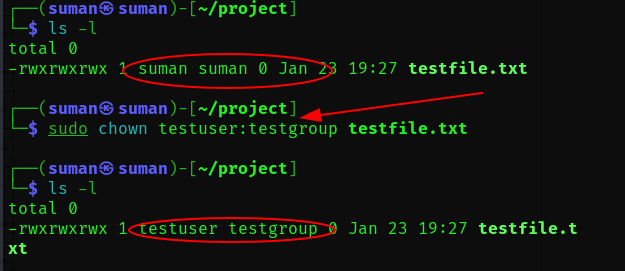 ┌──(suman㉿suman)-[~/project]
└─$ ls -l
total 0
-rwxrwxrwx 1 suman suman 0 Jan 23 19:27 testfile.txt
┌──(suman㉿suman)-[~/project]
└─$ sudo chown testuser:testgroup testfile.txt
┌──(suman㉿suman)-[~/project]
└─$ ls -l
total 0
-rwxrwxrwx 1 testuser testgroup 0 Jan 23 19:27 testfile.t
xt